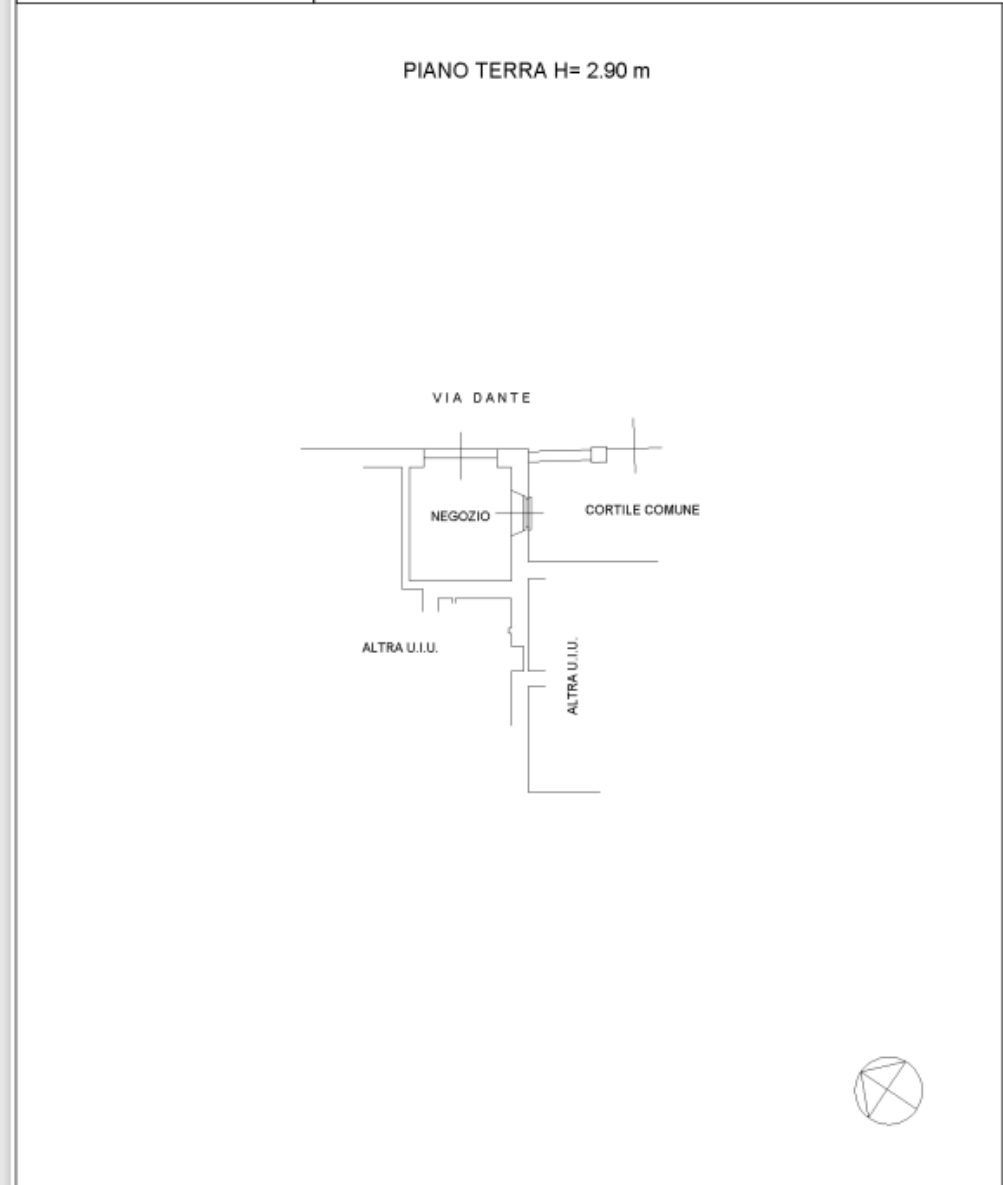 PIANO TERRA H= 2.90 m
VIA DANTE
NEGOZIO
CORTILE COMUNE
ALTRA U.I.U.
ALTRA U.I.U.